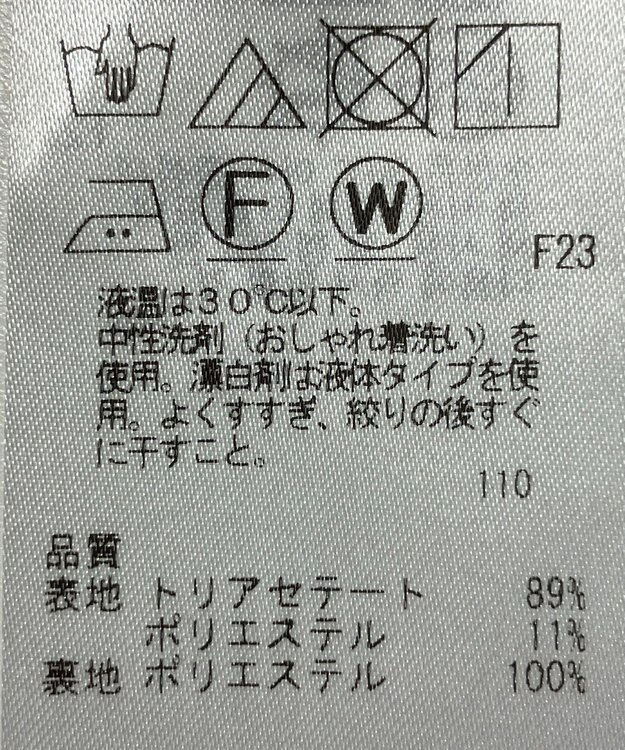 F
W
F23
液温は30℃以下。
中性洗剤（おしゃれ着洗い）を
使用。漂白剤は液体タイプを使
用。よくすすぎ、絞りの後すぐ
に干すこと。
110
品質
表地 トリアセテート 89%
ポリエステル 11%
裏地 ポリエステル 100%